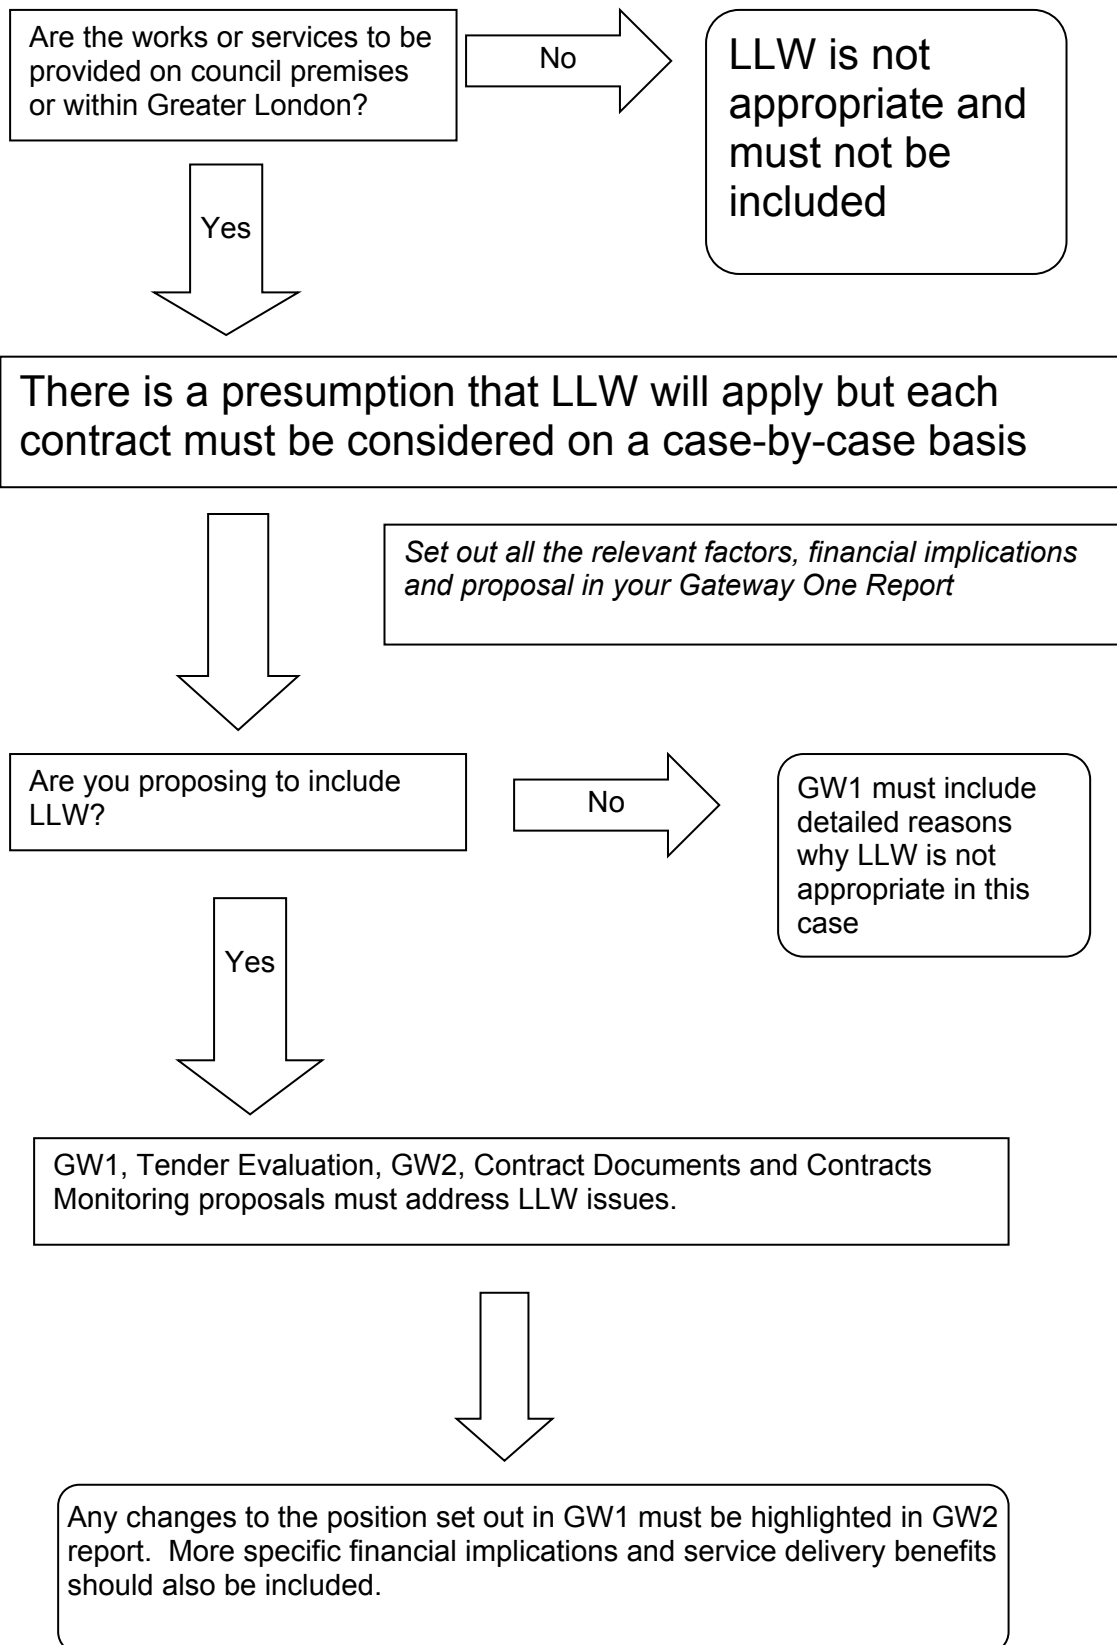 Are the works or services to be
provided on council premises
or within Greater London?
No
LLW is not
appropriate and
must not be
included
Yes
There is a presumption that LLW will apply but each
contract must be considered on a case-by-case basis
Set out all the relevant factors, financial implications
and proposal in your Gateway One Report
Are you proposing to include
LLW?
No
GW1 must include
detailed reasons
why LLW is not
appropriate in this
case
Yes
GW1, Tender Evaluation, GW2, Contract Documents and Contracts
Monitoring proposals must address LLW issues.
Any changes to the position set out in GW1 must be highlighted in GW2
report.  More specific financial implications and service delivery benefits
should also be included.